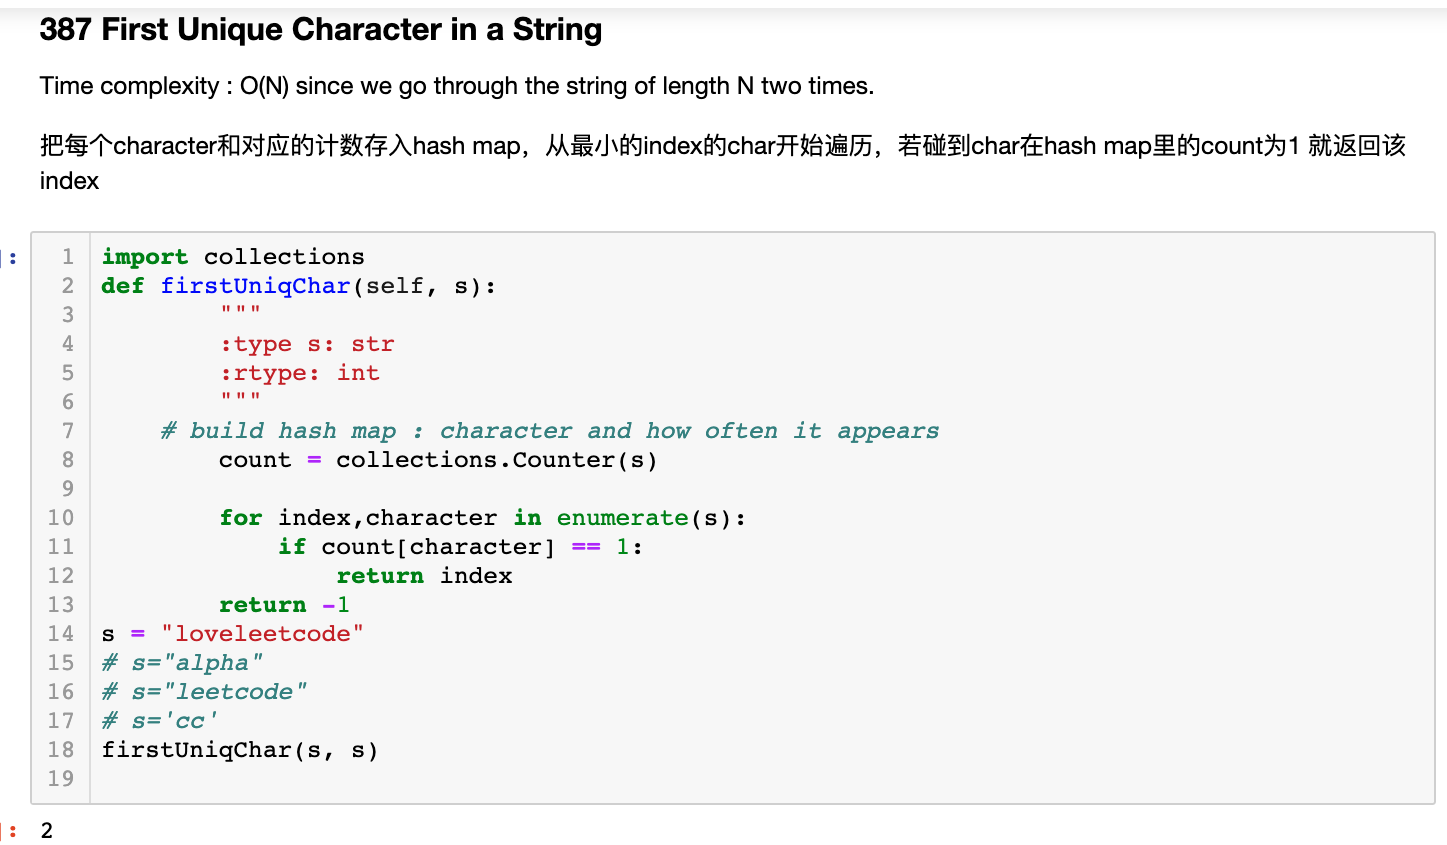 387 First Unique Character in a String
Time complexity : O(N) since we go through the string of length N two times.
把每个character和对应的计数存入hash map，从最小的index的char开始遍历，若碰到char在hash map里的count为1 就返回该
index
]:
1 import collections
2 def firstUniqChar(self, s):
3         """
4         :type s: str
5         :rtype: int
6         """
7     # build hash map : character and how often it appears
8         count = collections.Counter(s)
9
10         for index,character in enumerate(s):
11             if count[character] == 1:
12                 return index
13         return -1
14 s = "loveleetcode"
15 # s="alpha"
16 # s="leetcode"
17 # s='cc'
18 firstUniqChar(s, s)
19
]: 2